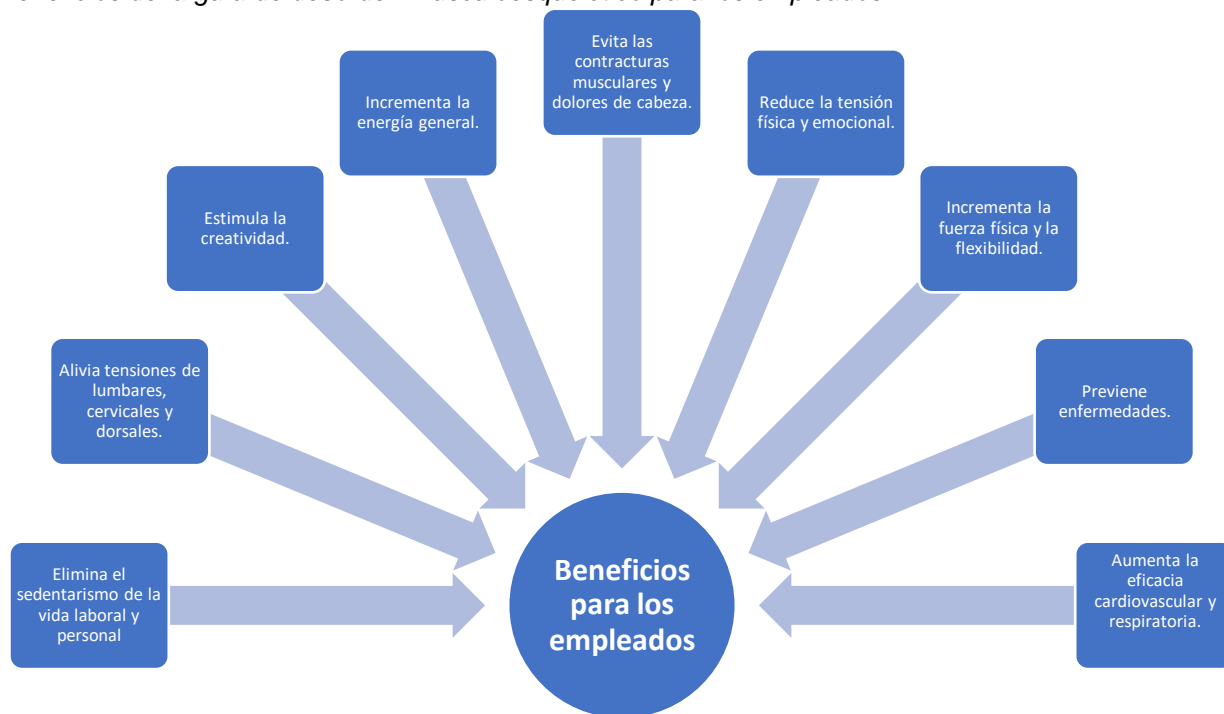 Evita las
contracturas
musculares y
dolores de cabeza.
Incrementa la
energía general.
Reduce la tensión
física y emocional.
Estimula la
creatividad.
Incrementa la
fuerza física y la
flexibilidad.
Alivia tensiones de
lumbares,
cervicales y
dorsales.
Previene
enfermedades.
Elimina el
sedentarismo de la
vida laboral y
personal
Beneficios
para los
empleados
Aumenta la
eficacia
cardiovascular y
respiratoria.